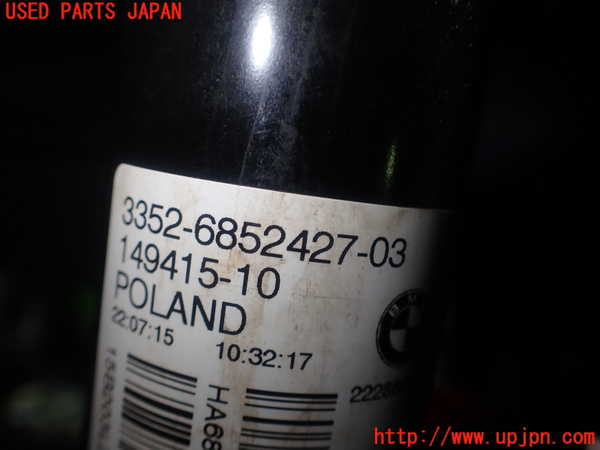 USED PARTS JAPAN
3352-6852427-03
149415-10
POLAND
22:07:15 10:32:17
BMW
http://www.upjpn.com/